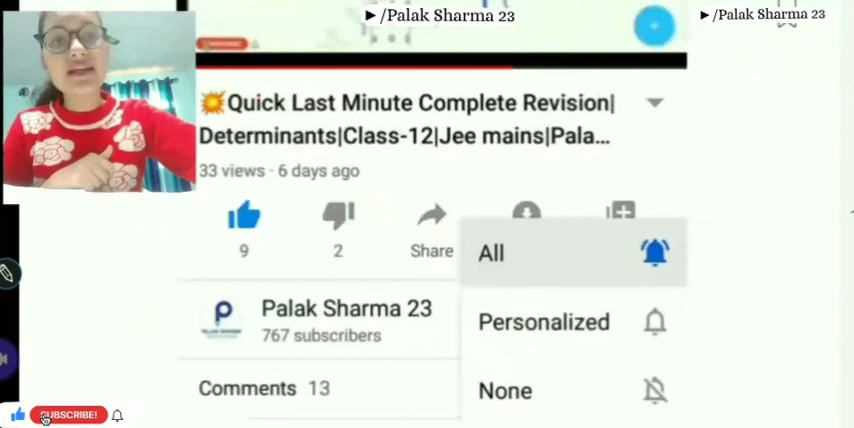 /Palak Sharma 23
/Palak Sharma 23
Quick Last Minute Complete Revision|
Determinants|Class-12|Jee mains|Pala...
33 views · 6 days ago
9
2
Share
All
Palak Sharma 23
767 subscribers
Personalized
Comments 13
None
SUBSCRIBE!